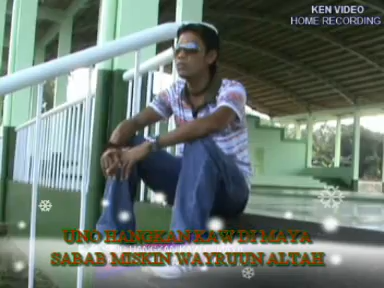 KEN VIDEO
HOME RECORDING
UNO HANGKAN KAW DI MAYA
SABAB MISKIN WAYRUUN ALTAH